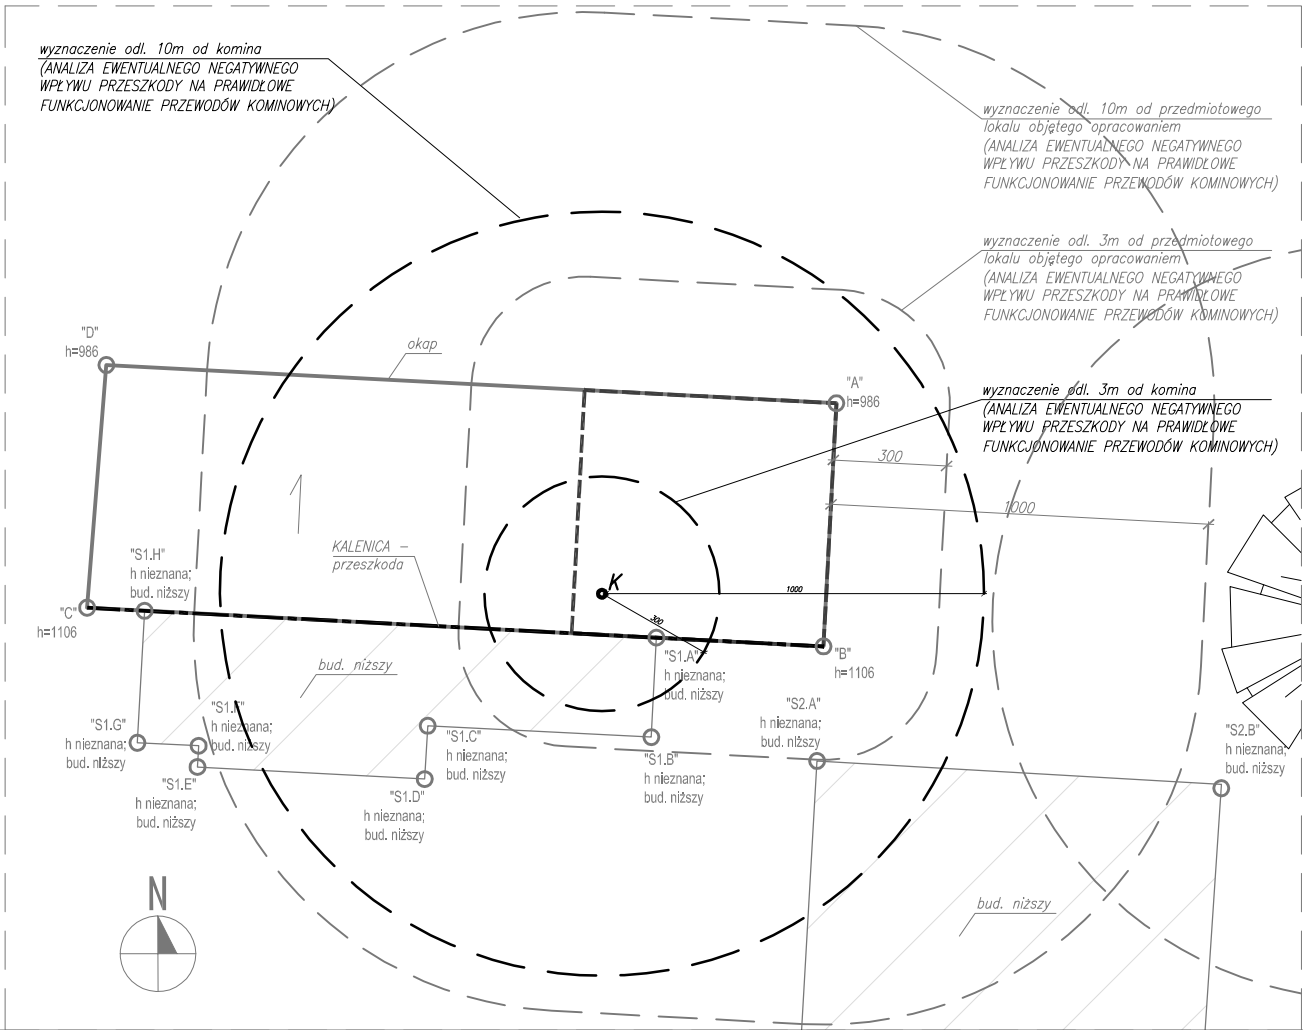 wyznaczenie odl. 10m od komina
(ANALIZA EWENTUALNEGO NEGATYWNEGO
WPŁYWU PRZESZKODY NA PRAWIDŁOWE
FUNKCJONOWANIE PRZEWODÓW KOMINOWYCH)
wyznaczenie odl. 10m od przedmiotowego
lokalu objętego opracowaniem
(ANALIZA EWENTUALNEGO NEGATYWNEGO
WPŁYWU PRZESZKODY NA PRAWIDŁOWE
FUNKCJONOWANIE PRZEWODÓW KOMINOWYCH)
wyznaczenie odl. 3m od przedmiotowego
lokalu objętego opracowaniem
(ANALIZA EWENTUALNEGO NEGATYWNEGO
WPŁYWU PRZESZKODY NA PRAWIDŁOWE
FUNKCJONOWANIE PRZEWODÓW KOMINOWYCH)
"D"
h=986
okap
"A"
h=986
wyznaczenie odl. 3m od komina
(ANALIZA EWENTUALNEGO NEGATYWNEGO
WPŁYWU PRZESZKODY NA PRAWIDŁOWE
FUNKCJONOWANIE PRZEWODÓW KOMINOWYCH)
300
1000
KALENICA –
przeszkoda
"S1.H"
h nieznana;
bud. niższy
K
1000
300
"C"
h=1106
"B"
h=1106
"S1.A"
h nieznana;
bud. niższy
bud. niższy
"S1.G"
h nieznana;
bud. niższy
"S1.F"
h nieznana;
bud. niższy
"S1.E"
h nieznana;
bud. niższy
"S1.C"
h nieznana;
bud. niższy
"S1.D"
h nieznana;
bud. niższy
"S1.B"
h nieznana;
bud. niższy
"S2.A"
h nieznana;
bud. niższy
"S2.B"
h nieznana;
bud. niższy
N
bud. niższy